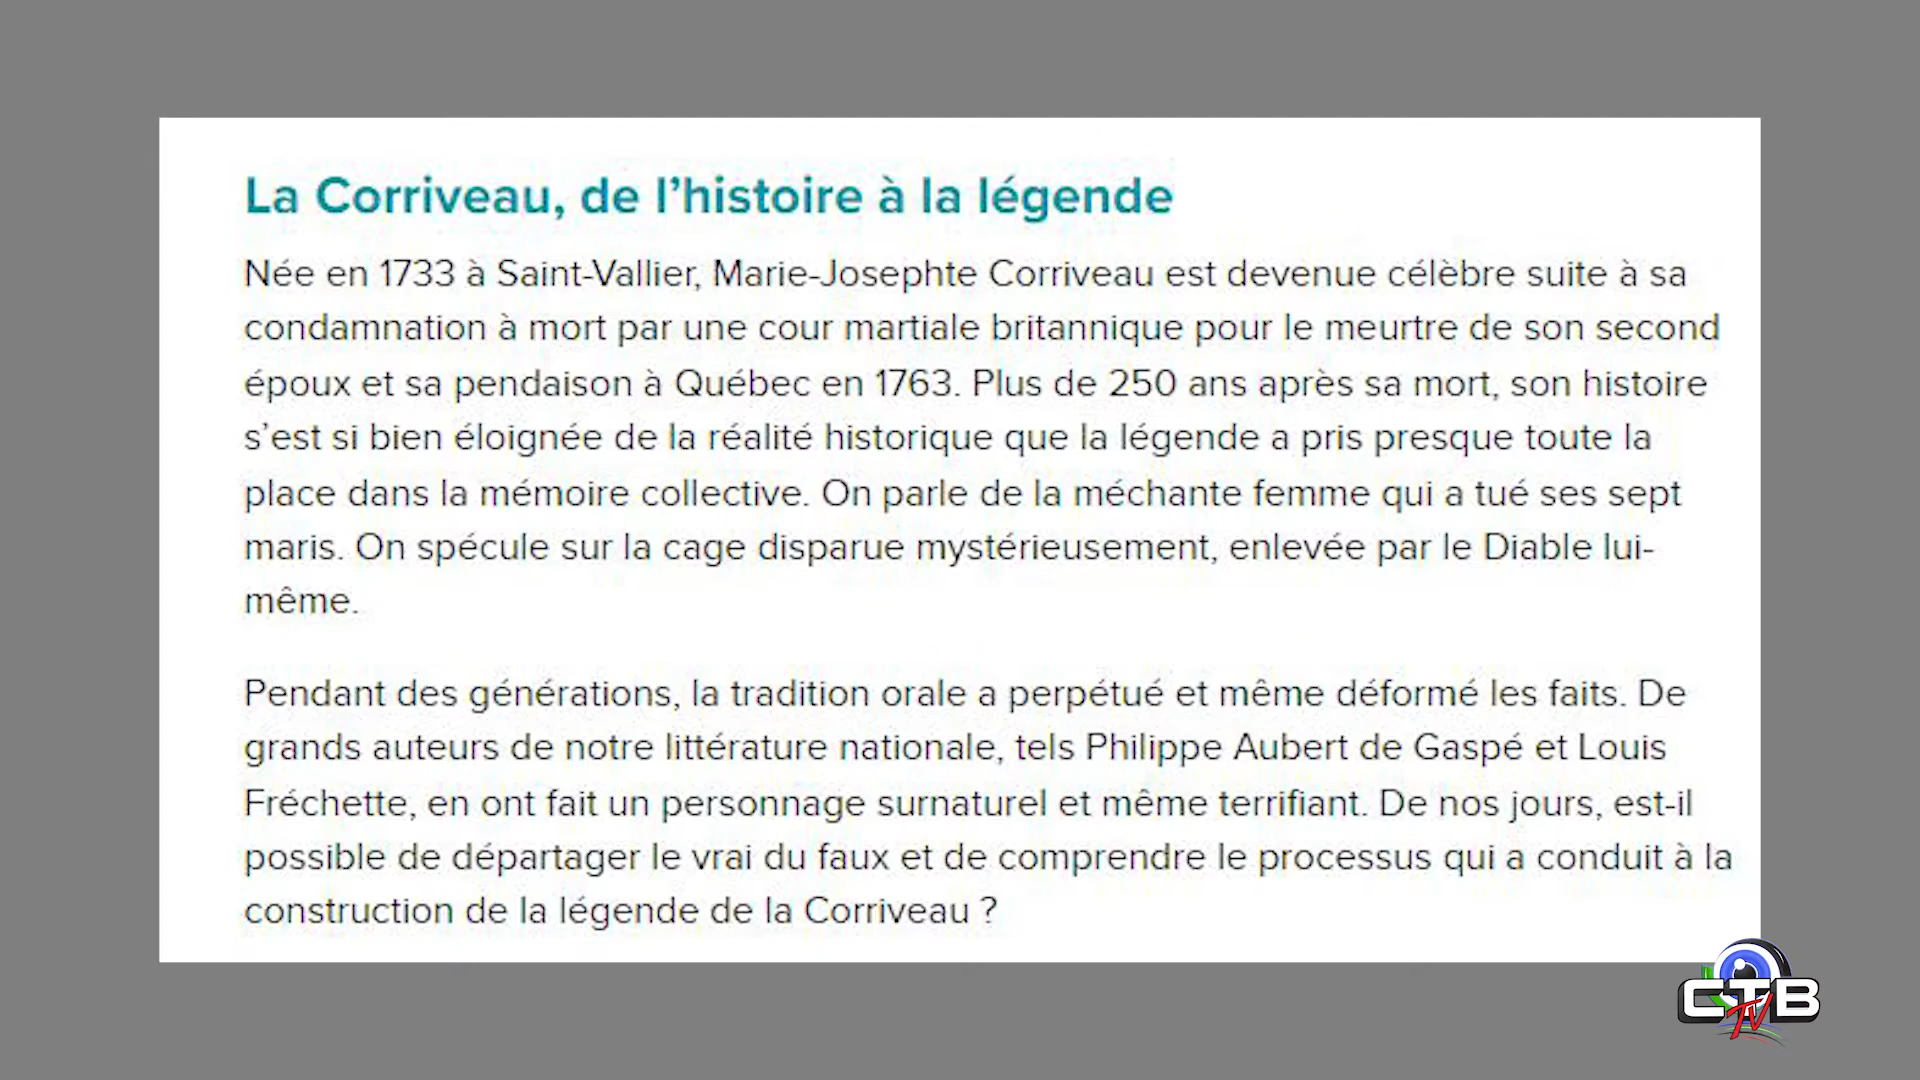 La Corriveau, de l’histoire à la légende
Née en 1733 à Saint-Vallier, Marie-Josephte Corriveau est devenue célèbre suite à sa
condamnation à mort par une cour martiale britannique pour le meurtre de son second
époux et sa pendaison à Québec en 1763. Plus de 250 ans après sa mort, son histoire
s’est si bien éloignée de la réalité historique que la légende a pris presque toute la
place dans la mémoire collective. On parle de la méchante femme qui a tué ses sept
maris. On spécule sur la cage disparue mystérieusement, enlevée par le Diable lui-
même.
Pendant des générations, la tradition orale a perpétué et même déformé les faits. De
grands auteurs de notre littérature nationale, tels Philippe Aubert de Gaspé et Louis
Fréchette, en ont fait un personnage surnaturel et même terrifiant. De nos jours, est-il
possible de départager le vrai du faux et de comprendre le processus qui a conduit à la
construction de la légende de la Corriveau ?
CTB
TV